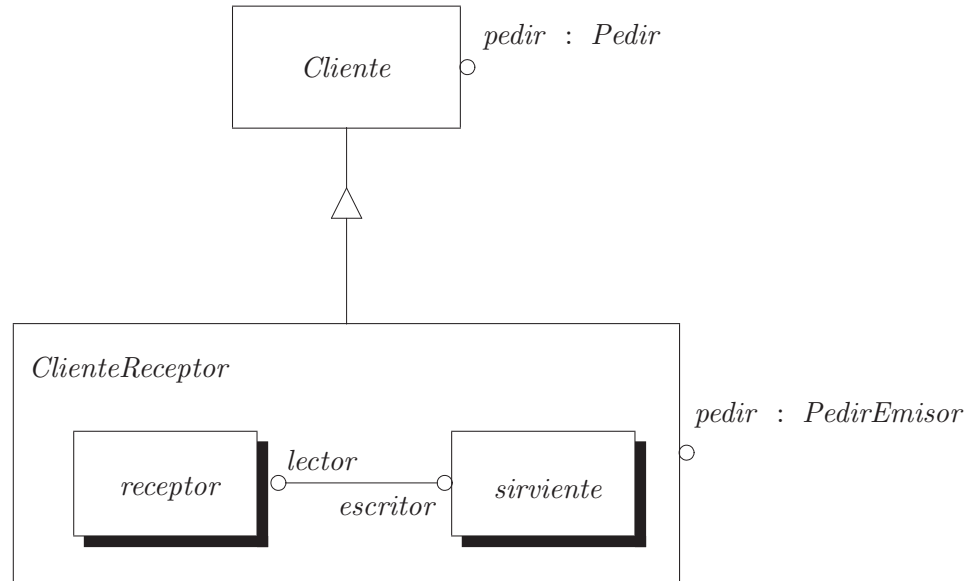 pedir : Pedir
Cliente
ClienteReceptor
pedir : PedirEmisor
lector
receptor
sirviente
escritor